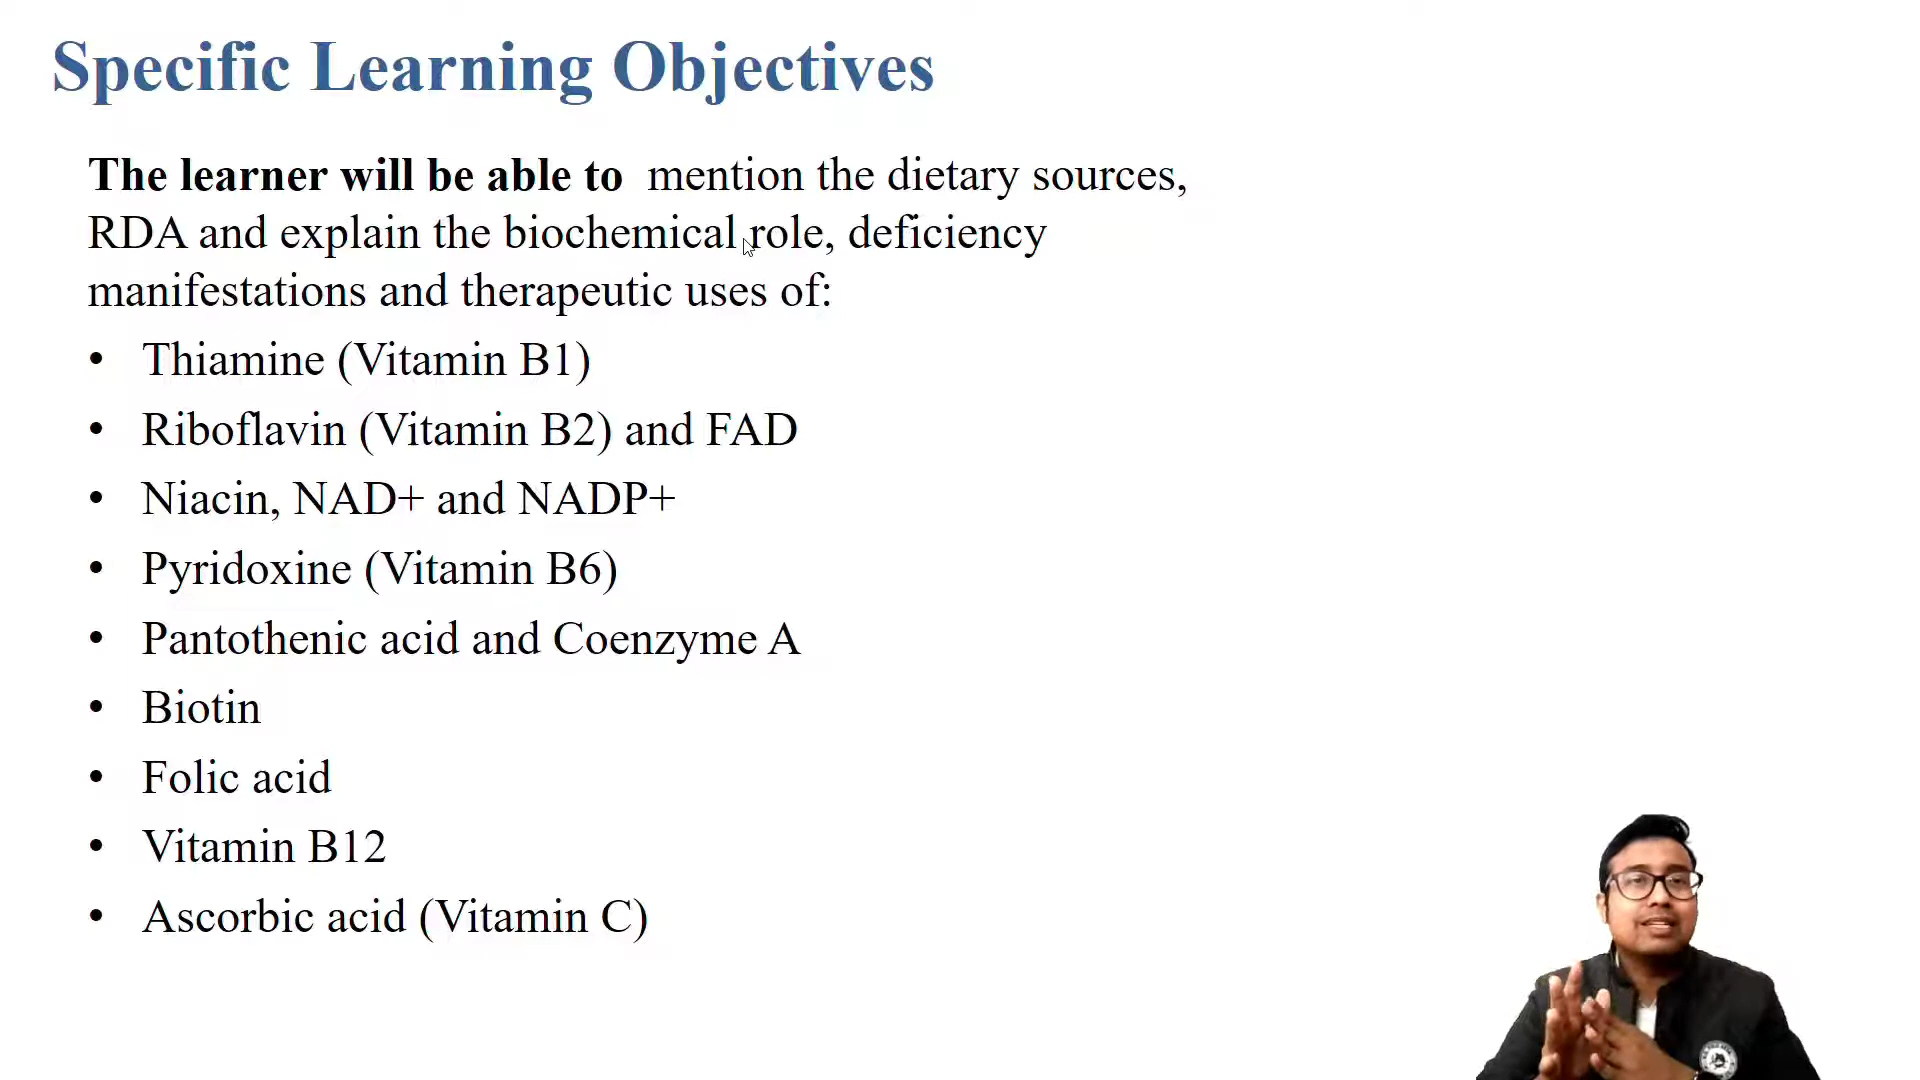 Specific Learning Objectives
The learner will be able to mention the dietary sources,
RDA and explain the biochemical role, deficiency
manifestations and therapeutic uses of:
• Thiamine (Vitamin B1)
• Riboflavin (Vitamin B2) and FAD
• Niacin, NAD+ and NADP+
• Pyridoxine (Vitamin B6)
• Pantothenic acid and Coenzyme A
• Biotin
• Folic acid
• Vitamin B12
• Ascorbic acid (Vitamin C)